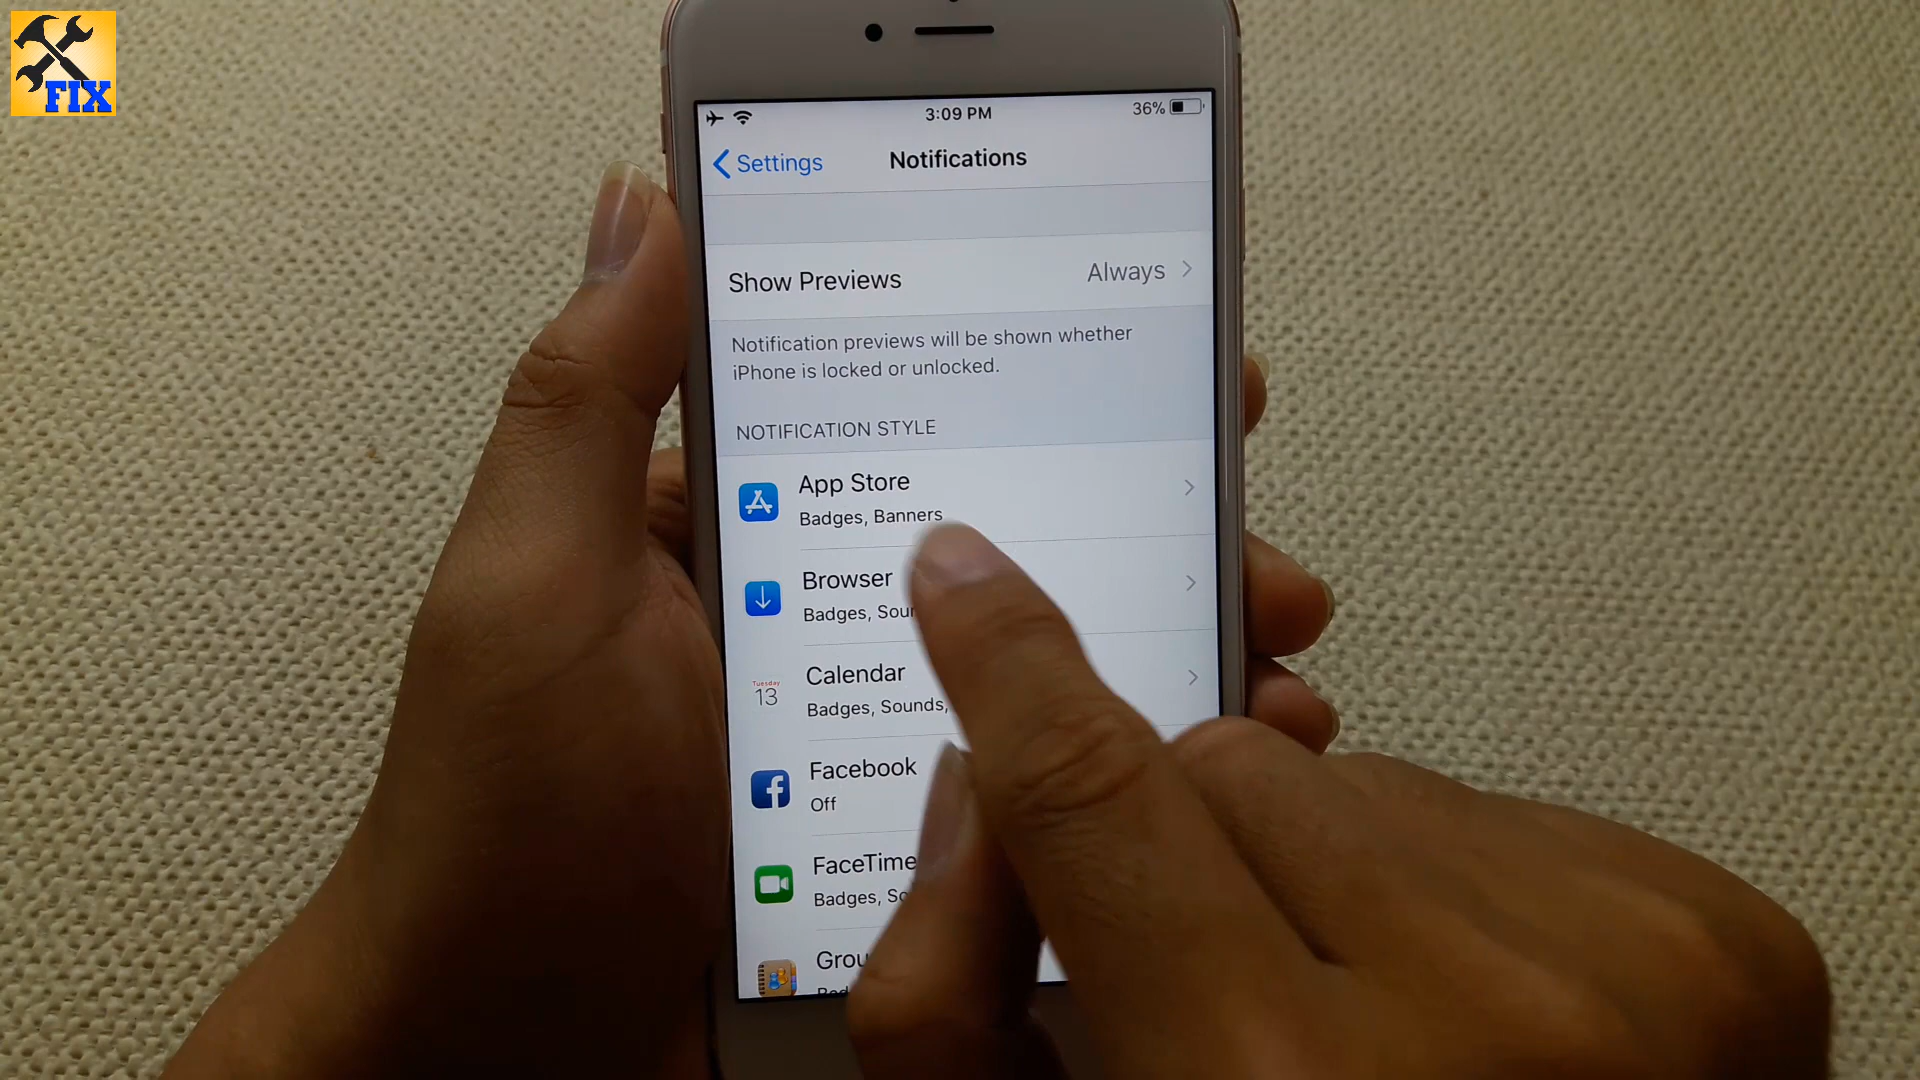 FIX
3:09 PM
36%
Settings
Notifications
Show Previews
Always
Notification previews will be shown whether
iPhone is locked or unlocked.
NOTIFICATION STYLE
App Store
Badges, Banners
Browser
Badges, Soun
Tuesday
13
Calendar
Badges, Sounds,
Facebook
Off
FaceTime
Badges, So
Grou